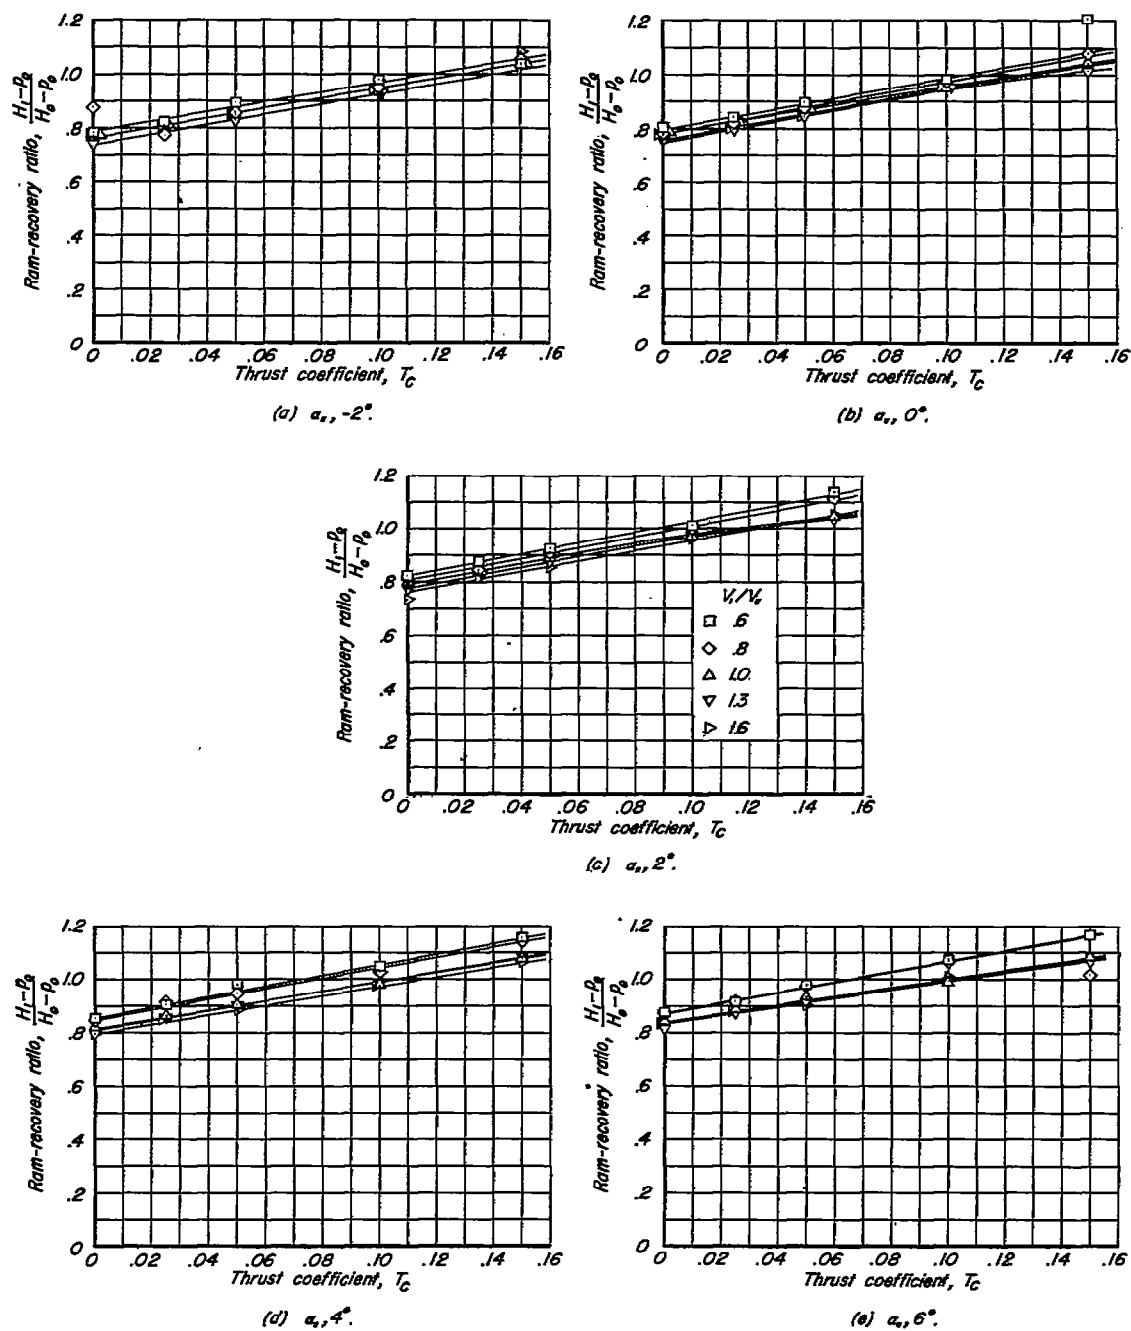 1.2
1.0
.8
.6
.4
.2
0
Ram-recovery ratio, H₁-p₀ / H₀-p₀
0 .02 .04 .06 .08 .10 .12 .14 .16
Thrust coefficient, T_C
(a) α₀, -2°.
1.2
1.0
.8
.6
.4
.2
0
Ram-recovery ratio, H₁-p₀ / H₀-p₀
0 .02 .04 .06 .08 .10 .12 .14 .16
Thrust coefficient, T_C
(b) α₀, 0°.
1.2
1.0
.8
.6
.4
.2
0
Ram-recovery ratio, H₁-p₀ / H₀-p₀
V₁/V₀
.6
.8
1.0
1.3
1.6
0 .02 .04 .06 .08 .10 .12 .14 .16
Thrust coefficient, T_C
(c) α₀, 2°.
1.2
1.0
.8
.6
.4
.2
0
Ram-recovery ratio, H₁-p₀ / H₀-p₀
0 .02 .04 .06 .08 .10 .12 .14 .16
Thrust coefficient, T_C
(d) α₀, 4°.
1.2
1.0
.8
.6
.4
.2
0
Ram-recovery ratio, H₁-p₀ / H₀-p₀
0 .02 .04 .06 .08 .10 .12 .14 .16
Thrust coefficient, T_C
(e) α₀, 6°.